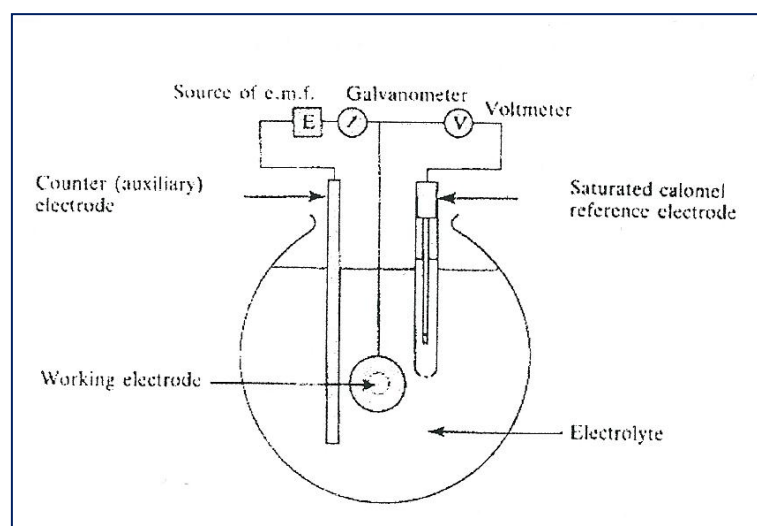 Source of e.m.f.
Galvanometer
Voltmeter
E
V
Counter (auxiliary)
electrode
Saturated calomel
reference electrode
Working electrode
Electrolyte